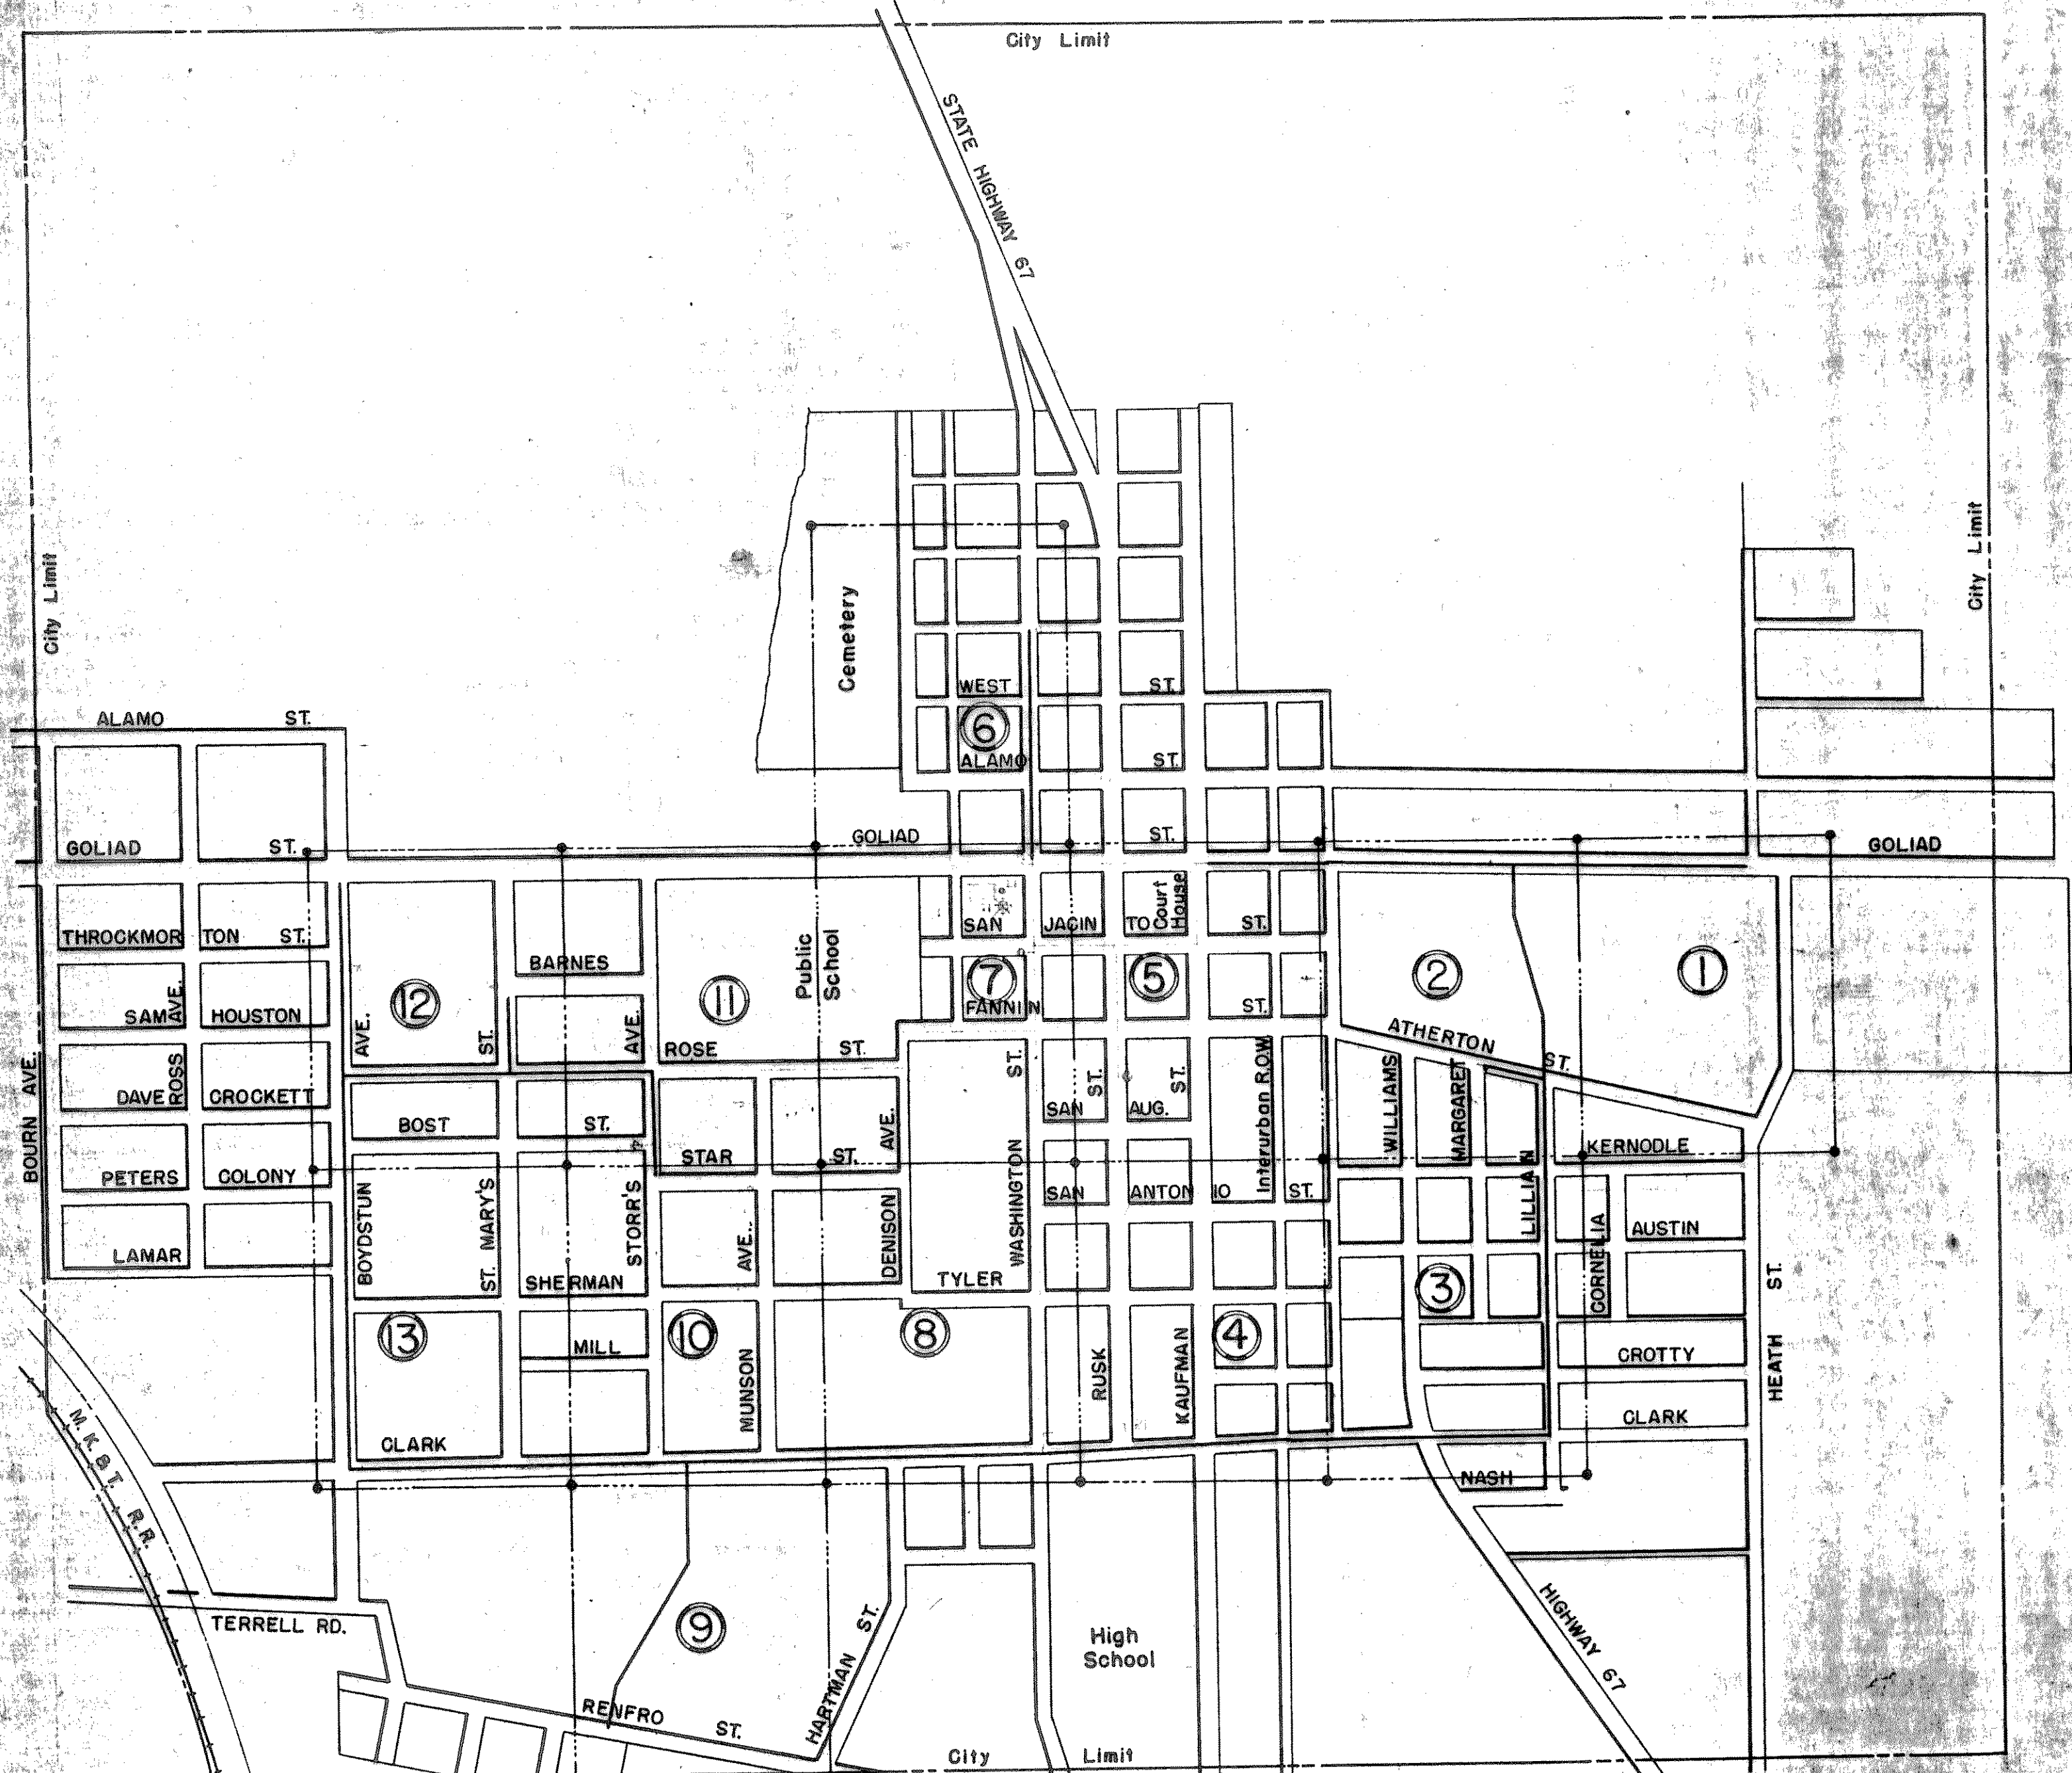 City Limit
STATE HIGHWAY 67
City Limit
City Limit
Cemetery
WEST ST.
6
ALAMO ST.
ALAMO ST.
GOLIAD ST.
GOLIAD ST.
GOLIAD
SAN JACIN TO ST.
Court
House
THROCKMOR TON ST.
BARNES
Public
School
12
11
7
5
2
1
SAM HOUSTON
AVE.
FANNIN ST.
AVE.
ST.
AVE.
ROSE ST.
ATHERTON ST.
BOURN AVE.
DAVE CROCKETT
ROSS
BOST ST.
ST.
ST.
ST.
SAN AUG.
Interurban R.O.W.
WILLIAMS
MARGARET
LILLIAN
KERNODLE
STAR ST.
AVE.
PETERS COLONY
SAN ANTON IO ST.
BOYDSTUN
ST. MARY'S
STORR'S
AVE.
DENISON
WASHINGTON
CORNELIA
AUSTIN
LAMAR
SHERMAN
TYLER
3
HEATH ST.
13
MILL
10
8
4
MUNSON
RUSK
KAUFMAN
CROTTY
CLARK
CLARK
M. K. & T. R.R.
NASH
TERRELL RD.
9
HARTMAN ST.
High
School
HIGHWAY 67
RENFRO ST.
City Limit